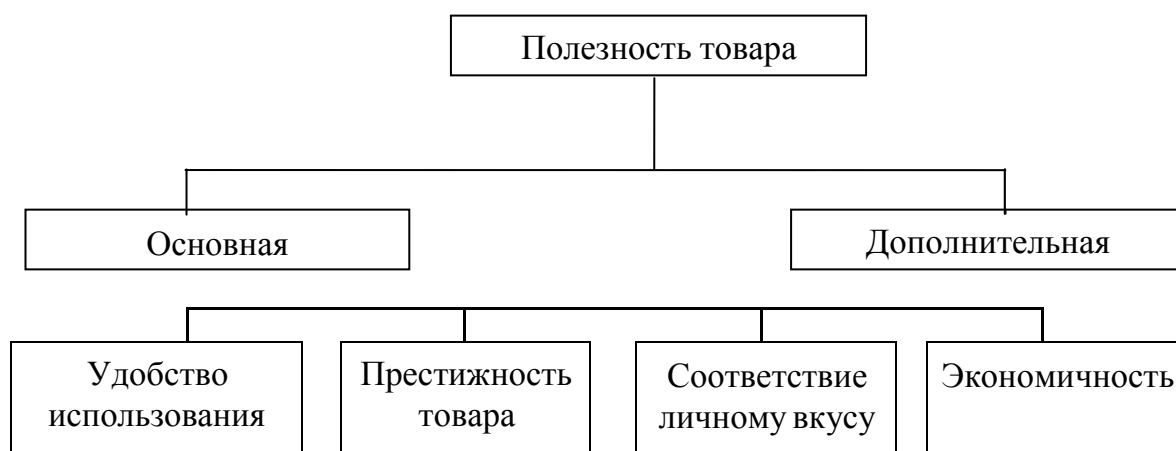 Полезность товара
Основная
Дополнительная
Удобство
использования
Престижность
товара
Соответствие
личному вкусу
Экономичность